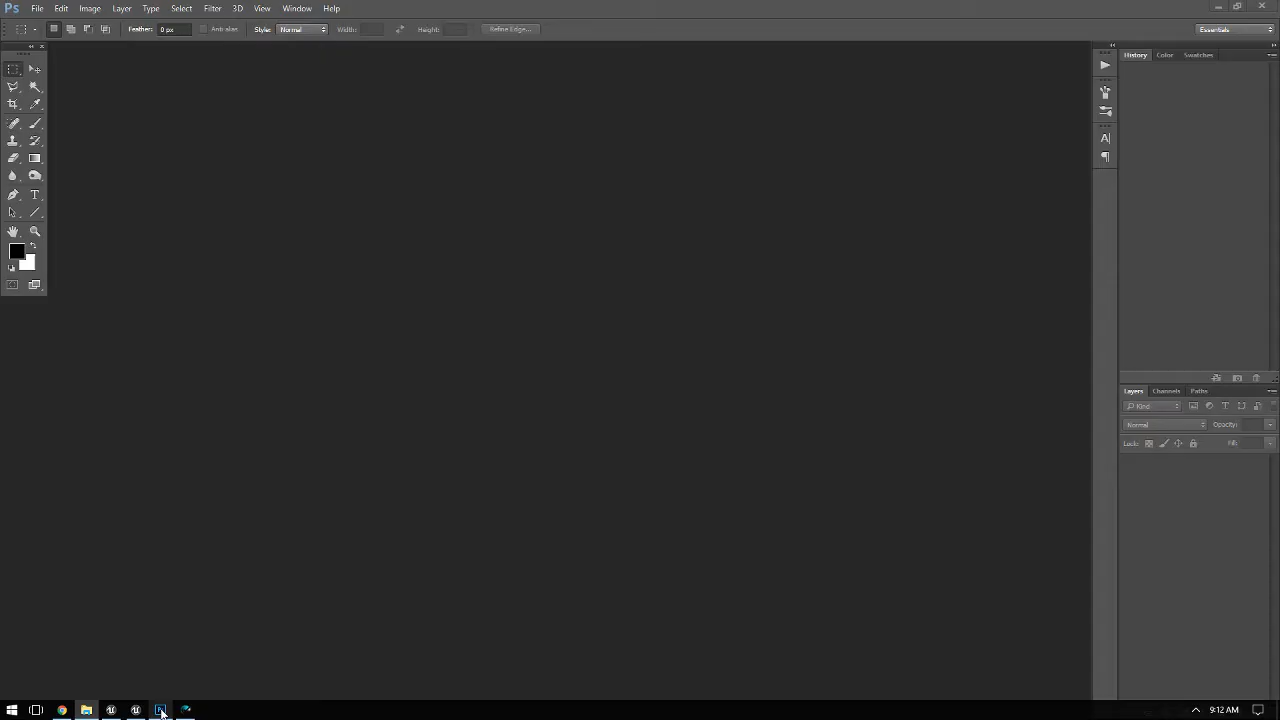 Ps File Edit Image Layer Type Select Filter 3D View Window Help
Feather: 0 px Anti-alias Style: Normal Width: Height: Refine Edge... Essentials
History Color Swatches
Layers Channels Paths
Kind
Normal Opacity:
Lock: Fill:
9:12 AM